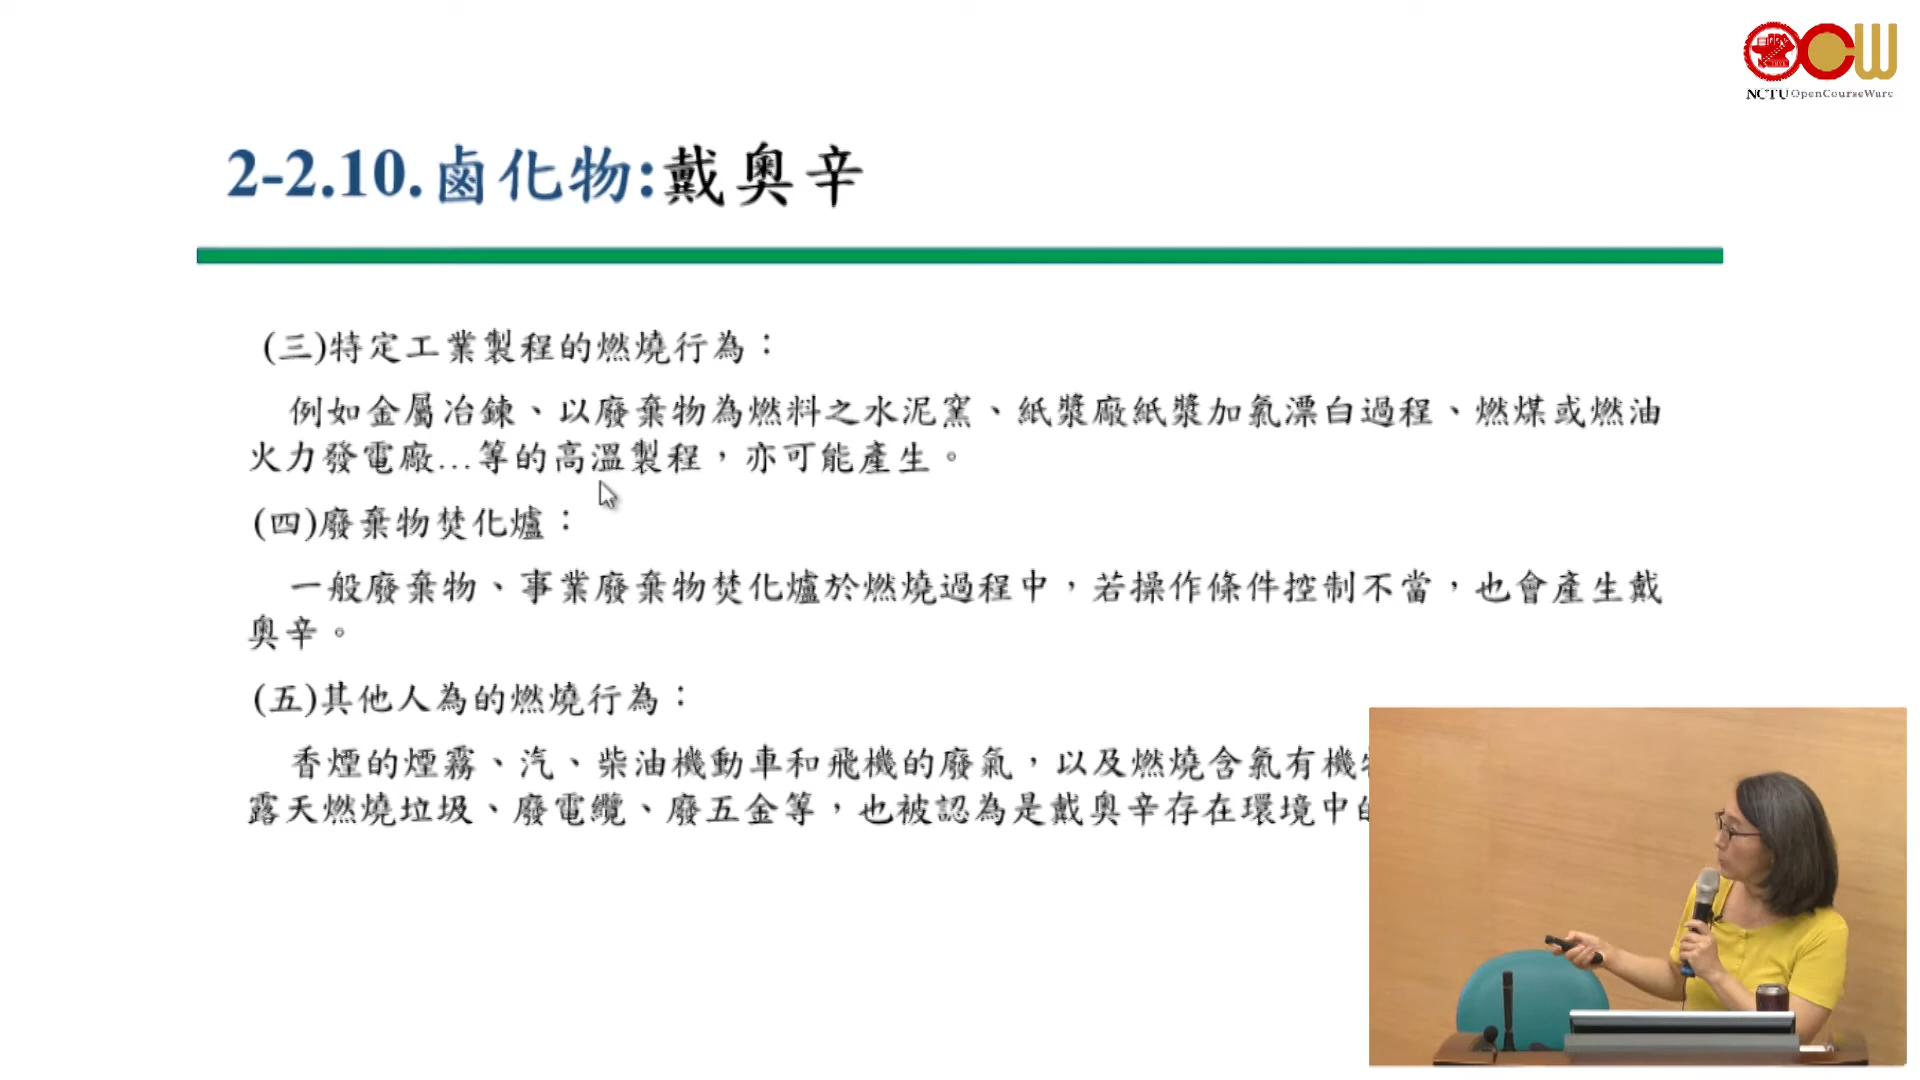 NCTU OpenCourseWare
2-2.10.鹵化物:戴奧辛
(三)特定工業製程的燃燒行為：
例如金屬冶鍊、以廢棄物為燃料之水泥窯、紙漿廠紙漿加氯漂白過程、燃煤或燃油
火力發電廠…等的高溫製程，亦可能產生。
(四)廢棄物焚化爐：
一般廢棄物、事業廢棄物焚化爐於燃燒過程中，若操作條件控制不當，也會產生戴
奧辛。
(五)其他人為的燃燒行為：
香煙的煙霧、汽、柴油機動車和飛機的廢氣，以及燃燒含氯有機
露天燃燒垃圾、廢電纜、廢五金等，也被認為是戴奧辛存在環境中